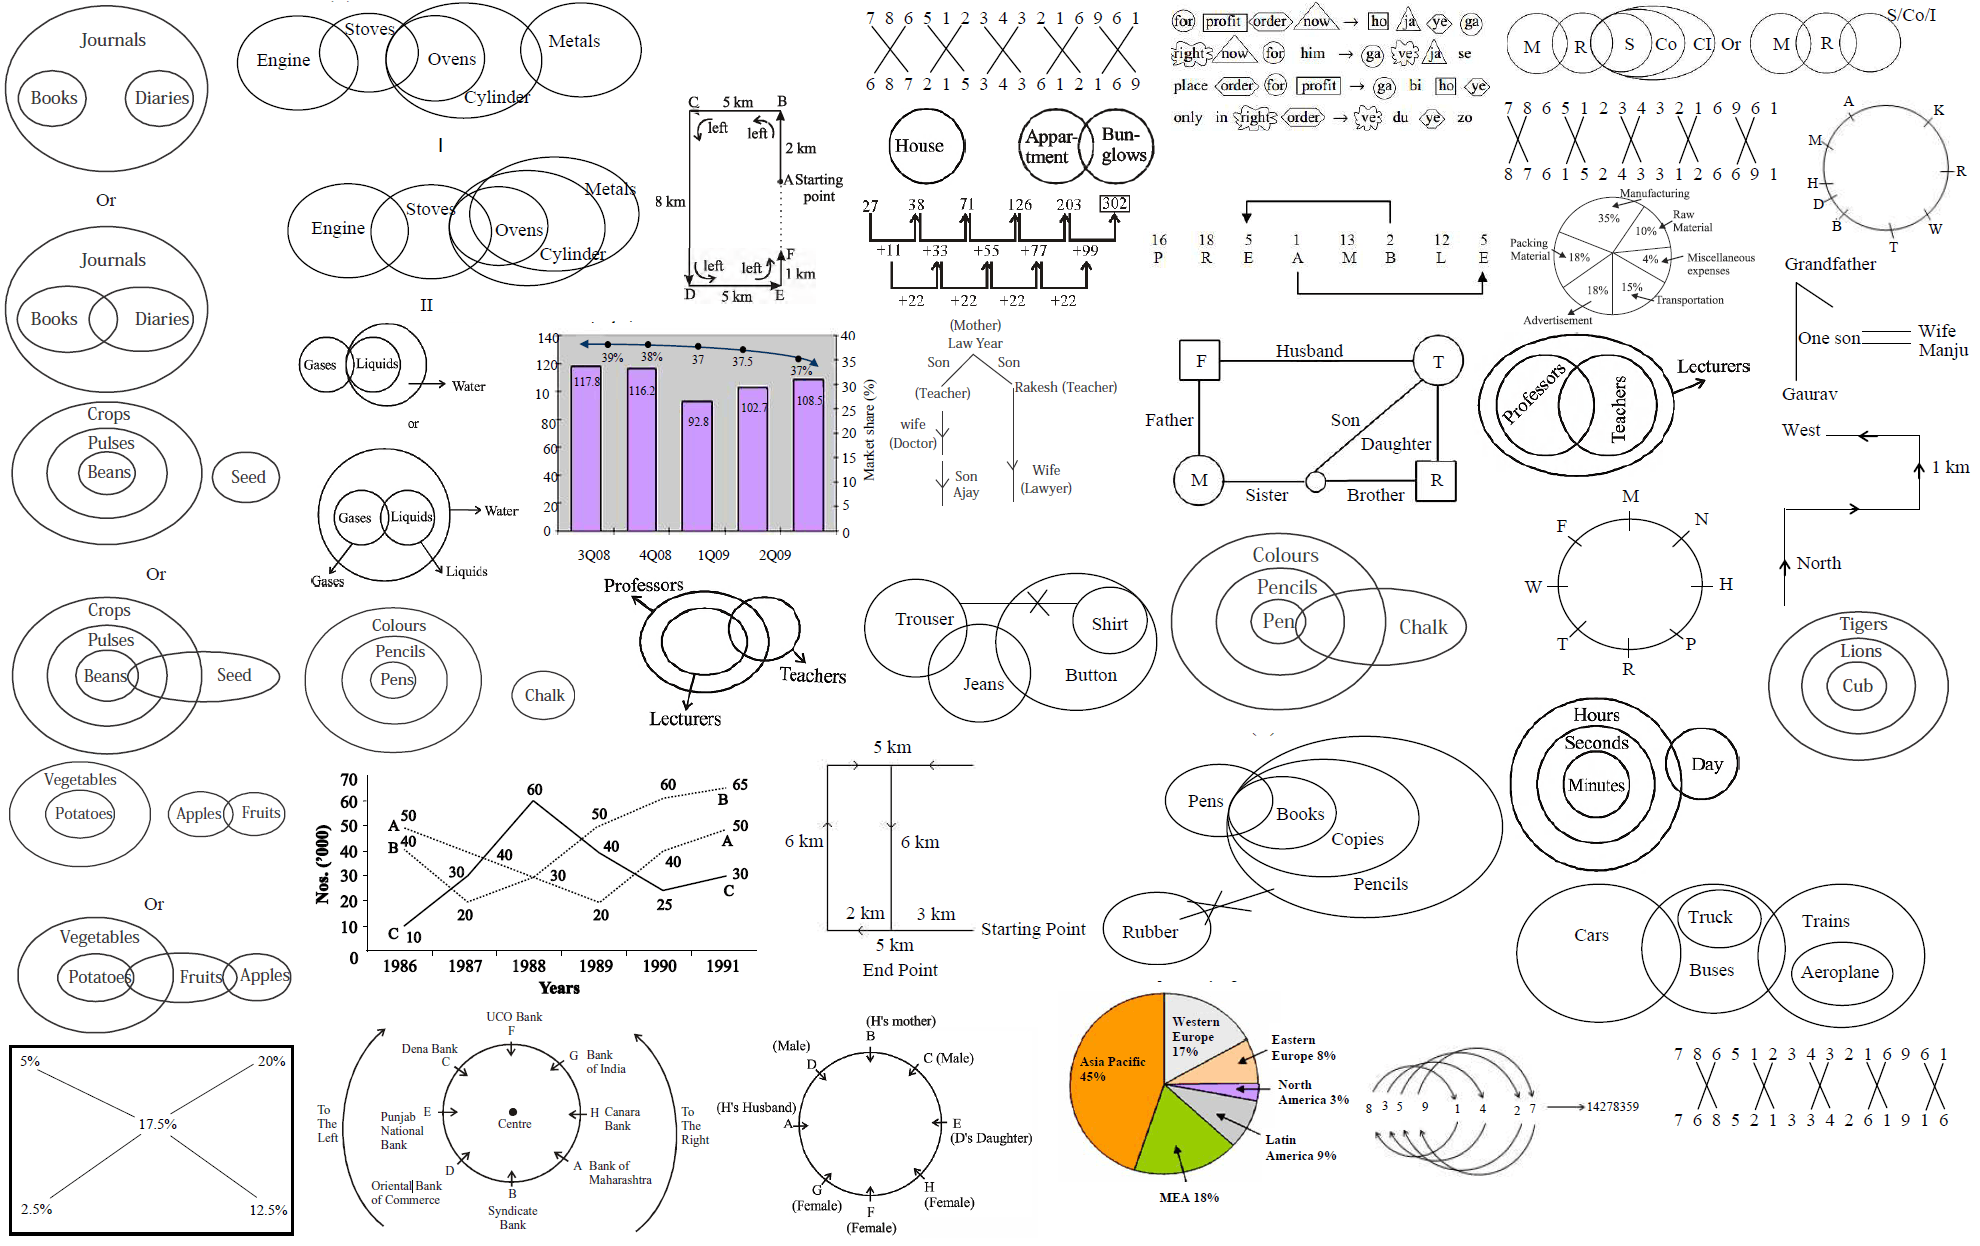 Journals
Books
Diaries
Or
Journals
Books
Diaries
Crops
Pulses
Beans
Seed
Or
Crops
Pulses
Beans
Seed
Vegetables
Potatoes
Apples
Fruits
Or
Vegetables
Potatoes
Fruits
Apples
5%
20%
17.5%
2.5%
12.5%
Engine
Stoves
Ovens
Cylinder
Metals
I
Engine
Stoves
Ovens
Cylinder
Metals
II
Gases
Liquids
Water
or
Gases
Liquids
Water
Gases
Liquids
Colours
Pencils
Pens
Chalk
C 5 km B
left left
2 km
A Starting
point
8 km
F
left left
1 km
D 5 km E
140
120
100
80
60
40
20
0
39% 38% 37 37.5 37%
117.8 116.2 92.8 102.7 108.5
40
35
30
25
20
15
10
5
0
Market share (%)
3Q08 4Q08 1Q09 2Q09
Professors
Teachers
Lecturers
Nos. ('000)
70
60
50
40
30
20
10
0
A 50
B 40
C 10
30
20
40
60
30
50
40
20
60
40
25
65
B
50
A
30
C
1986 1987 1988 1989 1990 1991
Years
UCO Bank
F
Dena Bank
C
G Bank
of India
E
Punjab
National
Bank
Centre
H Canara
Bank
D
Oriental Bank
of Commerce
B
Syndicate
Bank
A Bank of
Maharashtra
To
The
Left
To
The
Right
7 8 6 5 1 2 3 4 3 2 1 6 9 6 1
6 8 7 2 1 5 3 4 3 6 1 2 1 6 9
House
Appar-
tment
Bun-
glows
27 38 71 126 203 302
+11 +33 +55 +77 +99
+22 +22 +22 +22
(Mother)
Law Year
Son Son
(Teacher)
Rakesh (Teacher)
wife
(Doctor)
Son
Ajay
Wife
(Lawyer)
Trouser
Jeans
Shirt
Button
5 km
6 km
6 km
2 km
3 km
Starting Point
5 km
End Point
(H's mother)
B
(Male)
D
C (Male)
(H's Husband)
A
E
(D's Daughter)
G
(Female)
H
(Female)
F
(Female)
for profit order now → ho ja ye ga
right now for him → ga ve ja se
place order for profit → ga bi ho ye
only in right order → ve du ye zo
16 18 5 1 13 2 12 5
P R E A M B L E
F
Husband
T
Father
Son
Daughter
M
Sister
Brother
R
Colours
Pencils
Pen
Chalk
Pens
Books
Copies
Pencils
Rubber
Asia Pacific
45%
Western
Europe
17%
Eastern
Europe 8%
North
America 3%
Latin
America 9%
MEA 18%
8 3 5 9 1 4 2 7 14278359
M R S Co CI Or M R
S/Co/I
7 8 6 5 1 2 3 4 3 2 1 6 9 6 1
8 7 6 1 5 2 4 3 3 1 2 6 6 9 1
Manufacturing
35%
Raw
Material
10%
Packing
Material
18%
4%
Miscellaneous
expenses
18%
15%
Transportation
Advertisement
A
K
M
R
H
D
B
T
W
Grandfather
One son
Wife
Manju
Gaurav
Professors
Teachers
Lecturers
West
1 km
North
M
F
N
W
H
T
P
R
Tigers
Lions
Cub
Hours
Seconds
Minutes
Day
Cars
Truck
Buses
Trains
Aeroplane
7 8 6 5 1 2 3 4 3 2 1 6 9 6 1
7 6 8 5 2 1 3 3 4 2 6 1 9 1 6